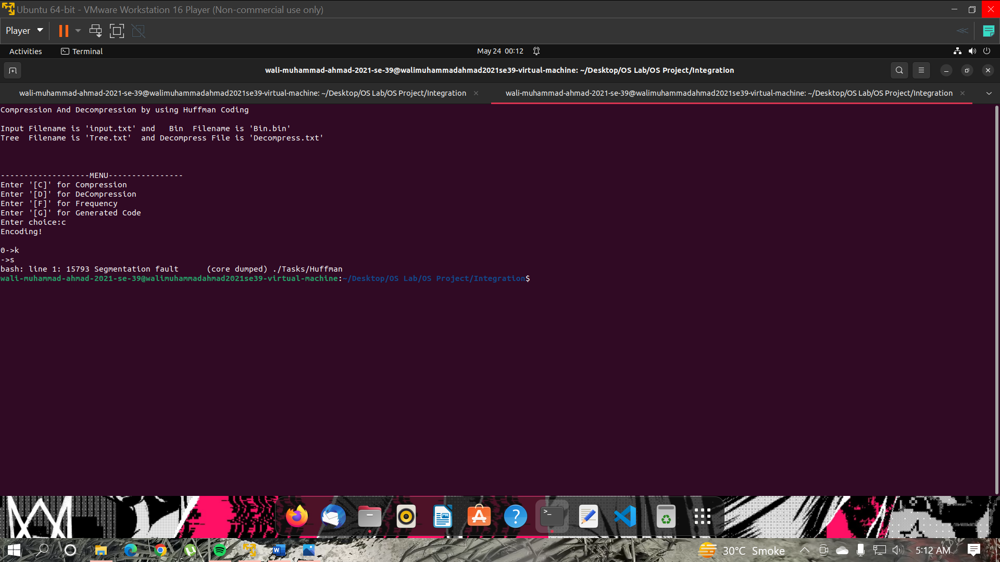 Ubuntu 64-bit - VMware Workstation 16 Player (Non-commercial use only)
Player
Activities
Terminal
May 24 00:12
wali-muhammad-ahmad-2021-se-39@walimuhammadahmad2021se39-virtual-machine: ~/Desktop/OS Lab/OS Project/Integration
wali-muhammad-ahmad-2021-se-39@walimuhammadahmad2021se39-virtual-machine: ~/Desktop/OS Lab/OS Project/Integration
wali-muhammad-ahmad-2021-se-39@walimuhammadahmad2021se39-virtual-machine: ~/Desktop/OS Lab/OS Project/Integration
Compression And Decompression by using Huffman Coding
Input Filename is 'input.txt' and   Bin  Filename is 'Bin.bin'
Tree  Filename is 'Tree.txt'  and Decompress File is 'Decompress.txt'
-------------------MENU----------------
Enter '[C]' for Compression
Enter '[D]' for DeCompression
Enter '[F]' for Frequency
Enter '[G]' for Generated Code
Enter choice:c
Encoding!
0->k
->s
bash: line 1: 15793 Segmentation fault      (core dumped) ./Tasks/Huffman
wali-muhammad-ahmad-2021-se-39@walimuhammadahmad2021se39-virtual-machine:~/Desktop/OS Lab/OS Project/Integration$
30°C Smoke
5:12 AM